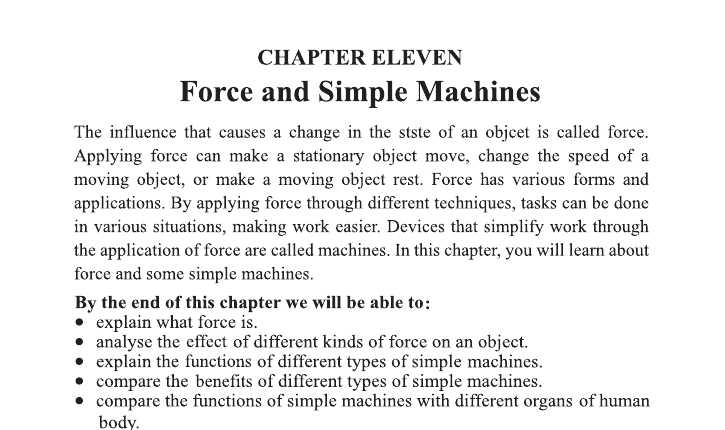 CHAPTER ELEVEN
Force and Simple Machines
The influence that causes a change in the stste of an objcet is called force.
Applying force can make a stationary object move, change the speed of a
moving object, or make a moving object rest. Force has various forms and
applications. By applying force through different techniques, tasks can be done
in various situations, making work easier. Devices that simplify work through
the application of force are called machines. In this chapter, you will learn about
force and some simple machines.
By the end of this chapter we will be able to:
● explain what force is.
● analyse the effect of different kinds of force on an object.
● explain the functions of different types of simple machines.
● compare the benefits of different types of simple machines.
● compare the functions of simple machines with different organs of human
body.